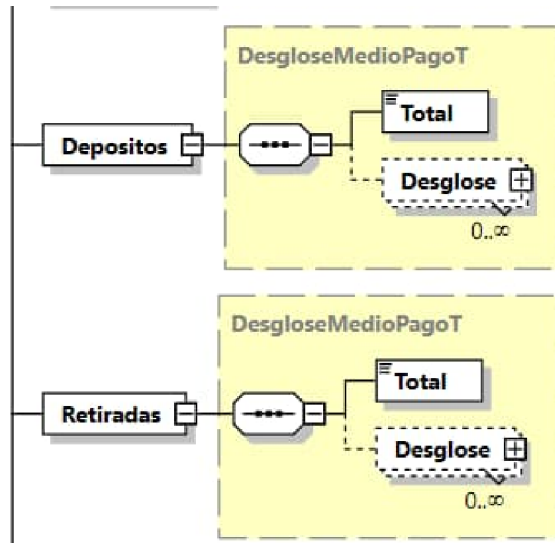 DesgloseMedioPagoT
Total
Depositos
Desglose
0..∞
DesgloseMedioPagoT
Total
Retiradas
Desglose
0..∞